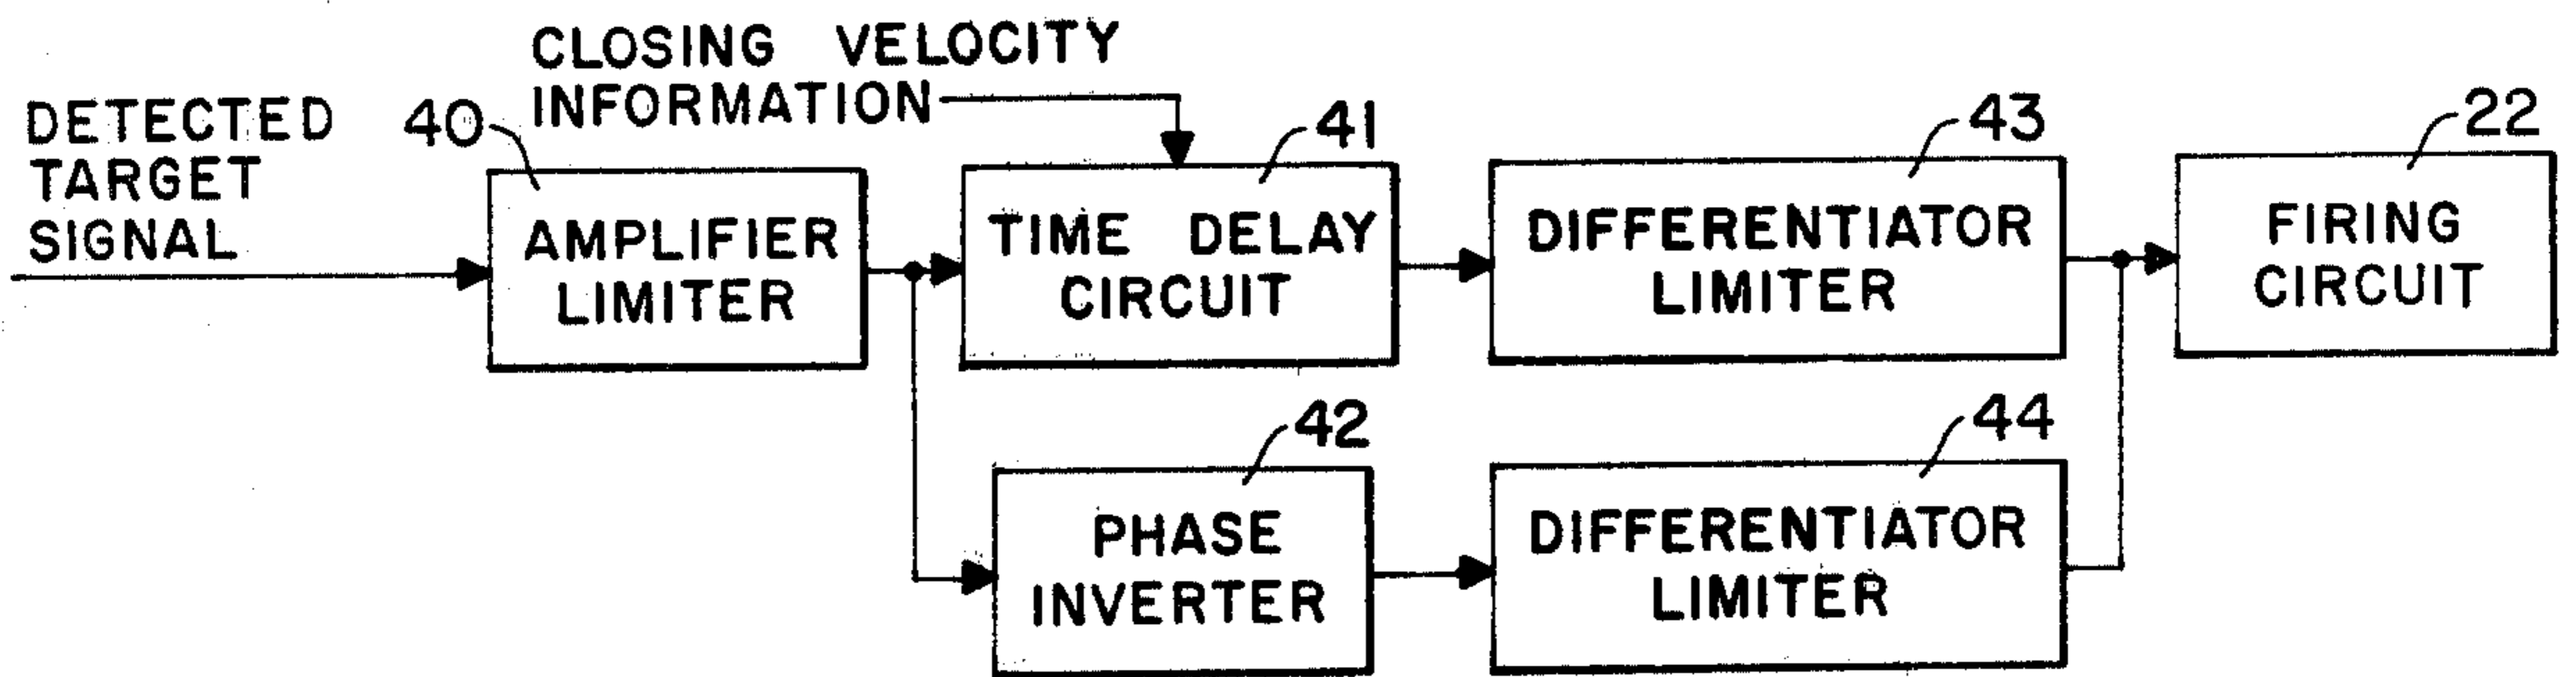 CLOSING VELOCITY
INFORMATION
DETECTED
TARGET
SIGNAL
40
AMPLIFIER
LIMITER
41
TIME DELAY
CIRCUIT
43
DIFFERENTIATOR
LIMITER
22
FIRING
CIRCUIT
42
PHASE
INVERTER
44
DIFFERENTIATOR
LIMITER